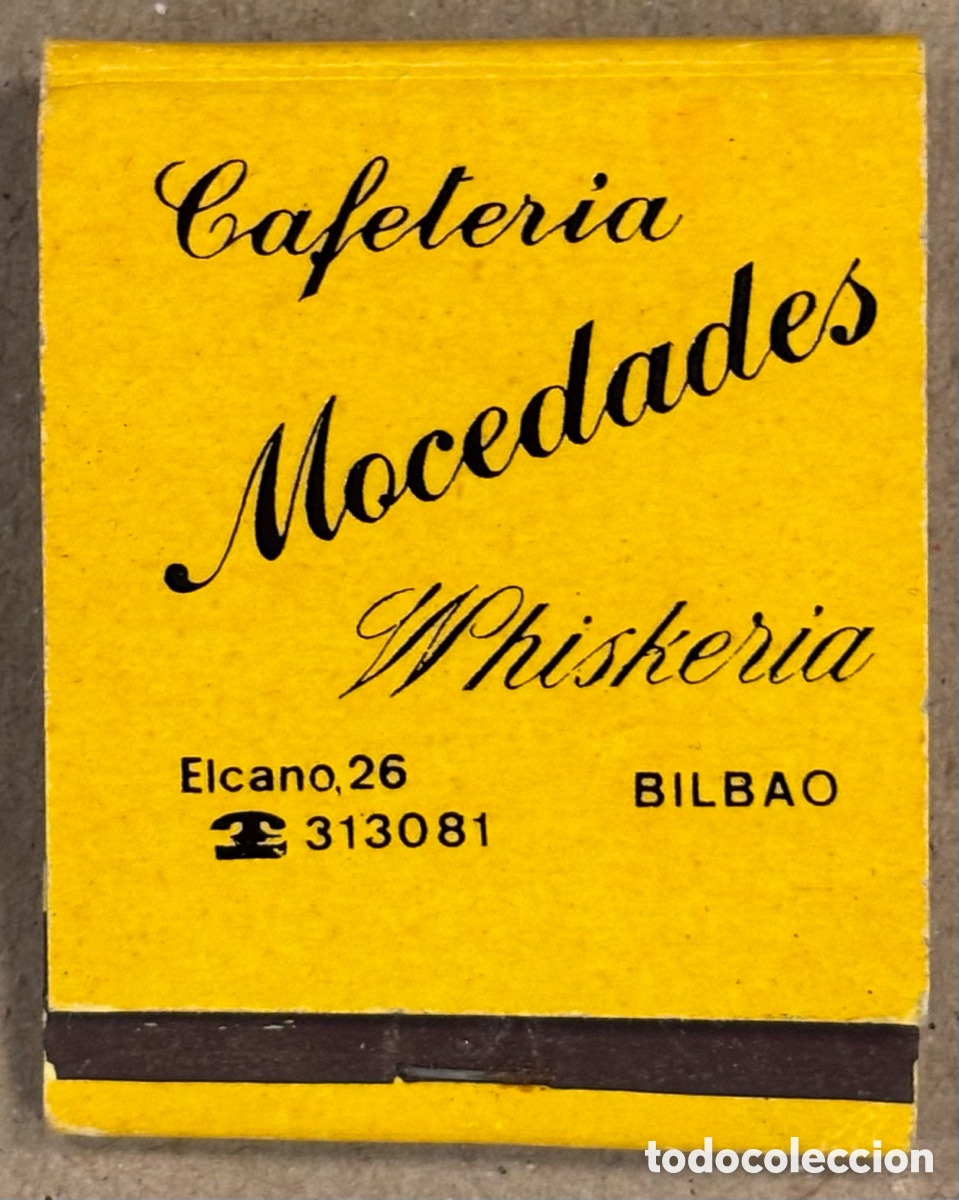 Cafeteria
Mocedades
Whiskeria
Elcano, 26
BILBAO
313081
todocoleccion